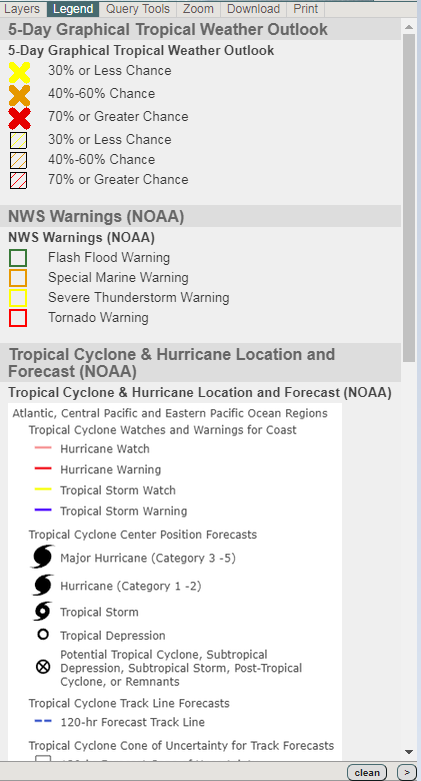 Layers Legend Query Tools Zoom Download Print
5-Day Graphical Tropical Weather Outlook
5-Day Graphical Tropical Weather Outlook
30% or Less Chance
40%-60% Chance
70% or Greater Chance
30% or Less Chance
40%-60% Chance
70% or Greater Chance
NWS Warnings (NOAA)
NWS Warnings (NOAA)
Flash Flood Warning
Special Marine Warning
Severe Thunderstorm Warning
Tornado Warning
Tropical Cyclone & Hurricane Location and
Forecast (NOAA)
Tropical Cyclone & Hurricane Location and Forecast (NOAA)
Atlantic, Central Pacific and Eastern Pacific Ocean Regions
Tropical Cyclone Watches and Warnings for Coast
Hurricane Watch
Hurricane Warning
Tropical Storm Watch
Tropical Storm Warning
Tropical Cyclone Center Position Forecasts
Major Hurricane (Category 3 -5)
Hurricane (Category 1 -2)
Tropical Storm
Tropical Depression
Potential Tropical Cyclone, Subtropical
Depression, Subtropical Storm, Post-Tropical
Cyclone, or Remnants
Tropical Cyclone Track Line Forecasts
120-hr Forecast Track Line
Tropical Cyclone Cone of Uncertainty for Track Forecasts
clean >